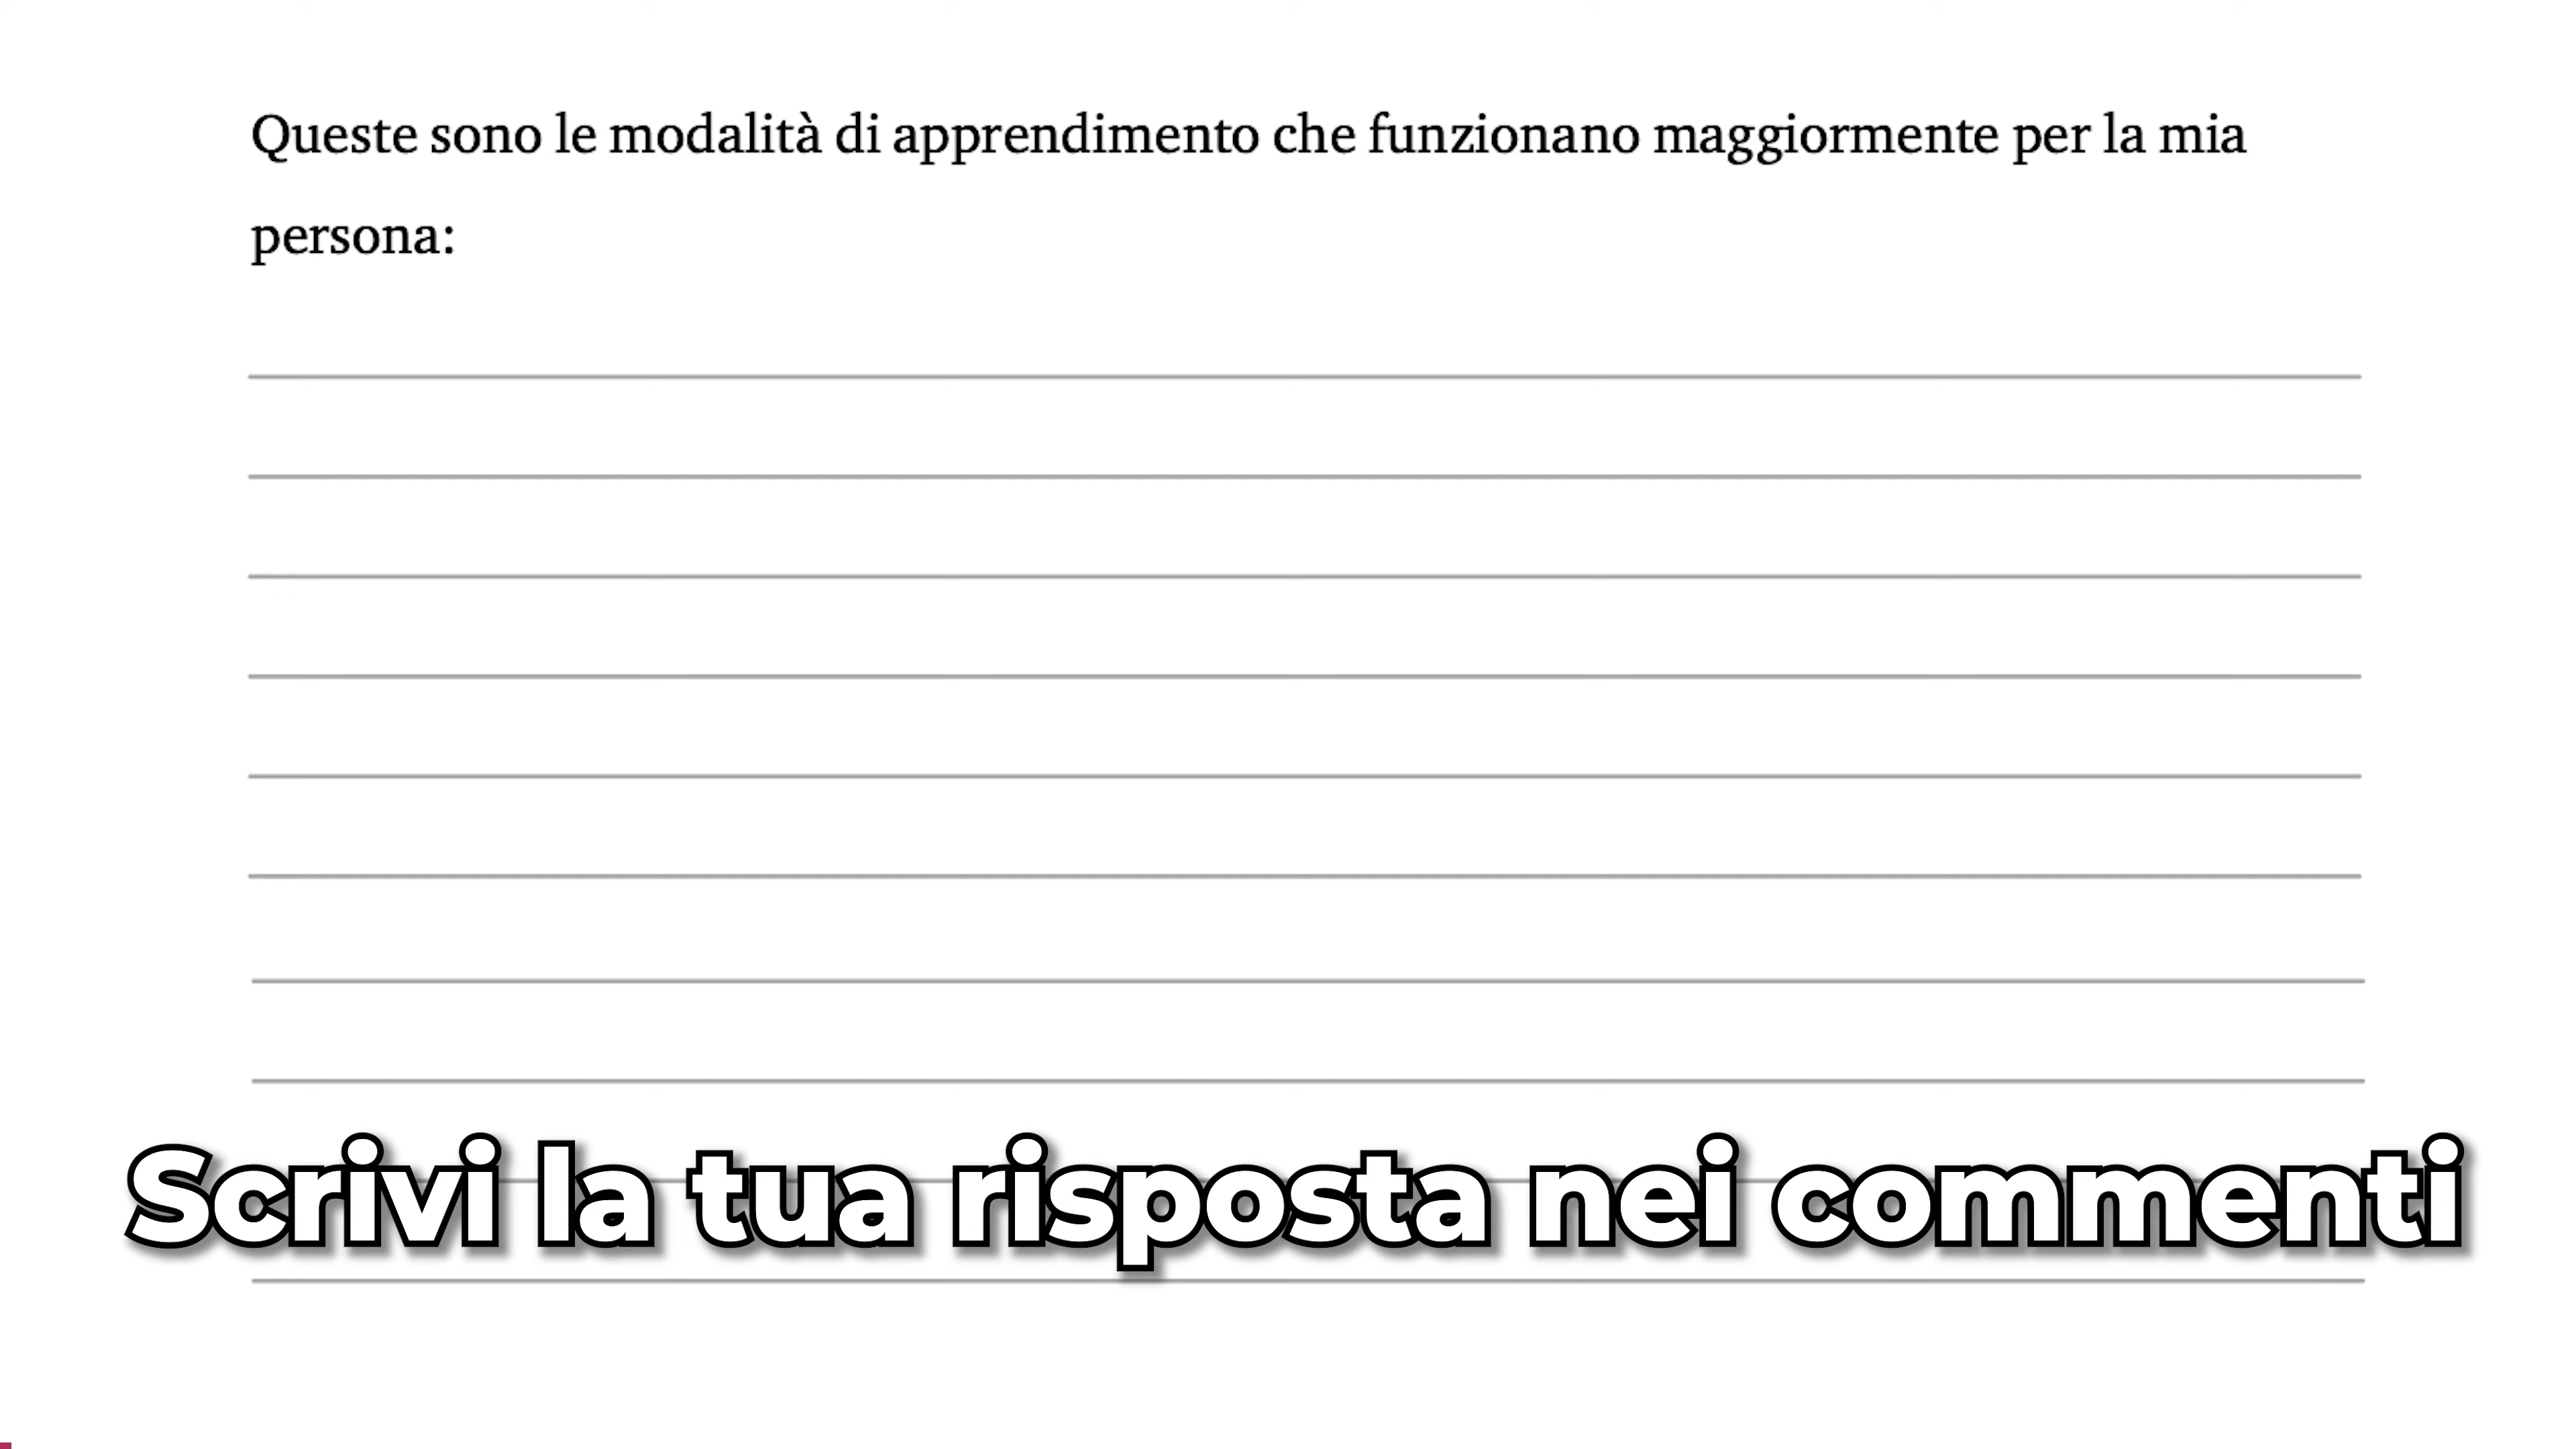 Queste sono le modalità di apprendimento che funzionano maggiormente per la mia
persona:
Scrivi la tua risposta nei commenti